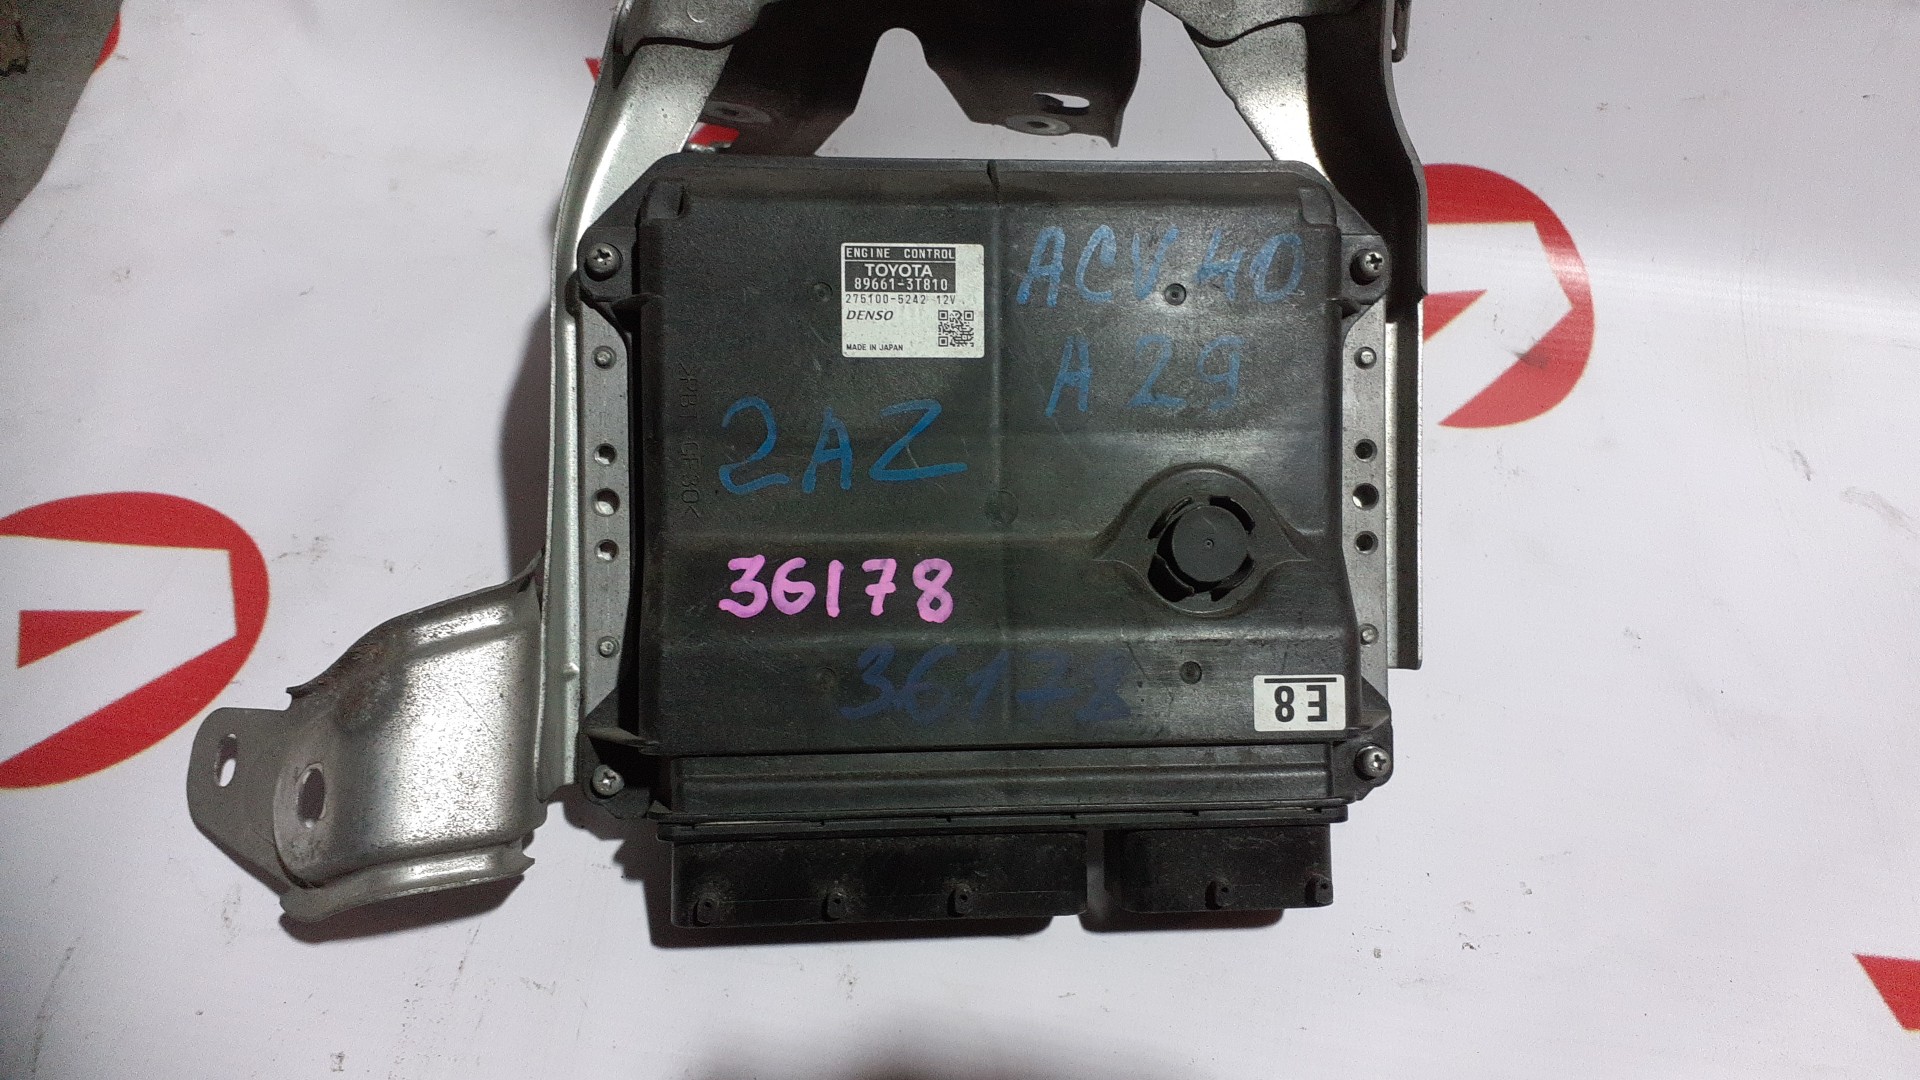 ENGINE CONTROL
TOYOTA
89661-3T810
275100-5242 12V
DENSO
MADE IN JAPAN
ACV40
A29
2AZ
36178
36178
E8